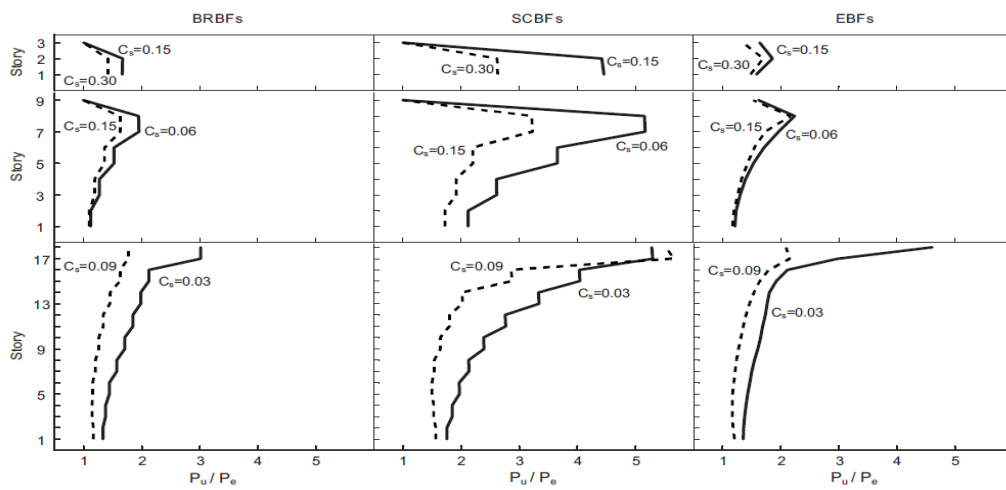 BRBFs SCBFs EBFs
3 Cₛ=0.15 Cₛ=0.15 Cₛ=0.15
Story 2
1 Cₛ=0.30 Cₛ=0.30 Cₛ=0.30
9
7 Cₛ=0.15 Cₛ=0.06 Cₛ=0.15 Cₛ=0.06 Cₛ=0.15 Cₛ=0.06
Story 5
3
1
17 Cₛ=0.09 Cₛ=0.03 Cₛ=0.09 Cₛ=0.03 Cₛ=0.09 Cₛ=0.03
13
Story 9
5
1
1 2 3 4 5 1 2 3 4 5 1 2 3 4 5
Pᵤ / Pₑ Pᵤ / Pₑ Pᵤ / Pₑ